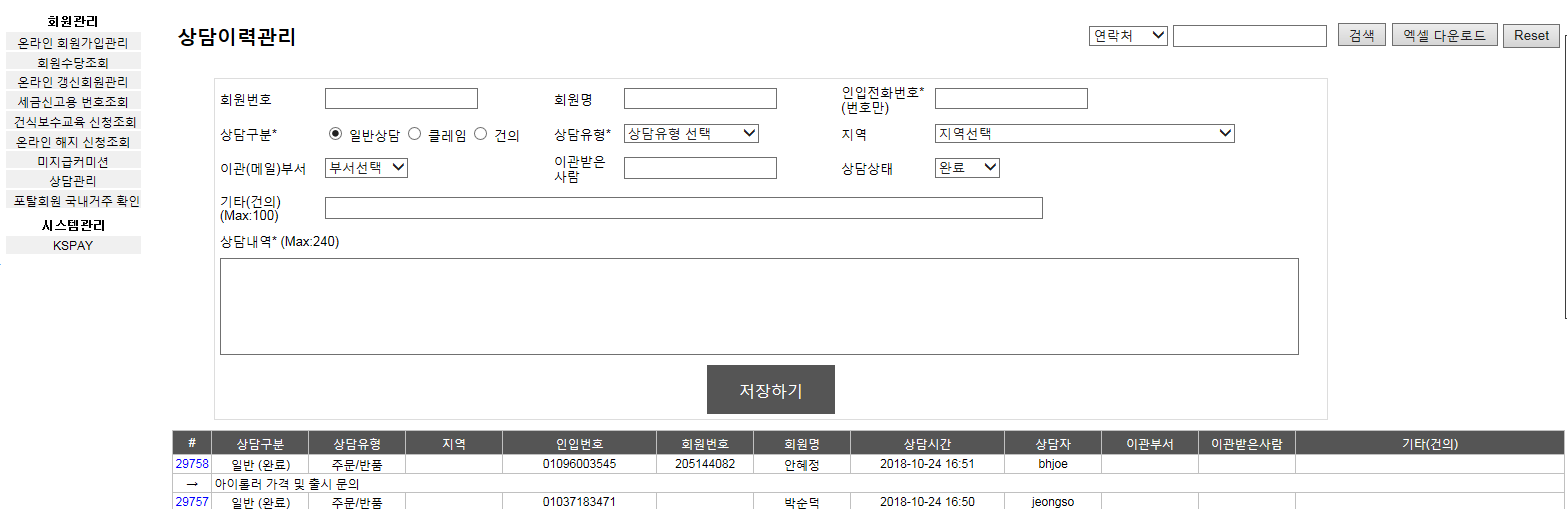 회원관리
온라인 회원가입관리
회원수당조회
온라인 갱신회원관리
세금신고용 번호조회
건식보수교육 신청조회
온라인 해지 신청조회
미지급커미션
상담관리
포탈회원 국내거주 확인
시스템관리
KSPAY
상담이력관리
연락처 검색 엑셀 다운로드 Reset
회원번호 회원명 인입전화번호*
(번호만)
상담구분* 일반상담 클레임 건의 상담유형* 상담유형 선택 지역 지역선택
이관(메일)부서 부서선택 이관받은
사람 상담상태 완료
기타(건의)
(Max:100)
상담내역* (Max:240)
저장하기
# 상담구분 상담유형 지역 인입번호 회원번호 회원명 상담시간 상담자 이관부서 이관받은사람 기타(건의)
29758 일반 (완료) 주문/반품 01096003545 205144082 안혜정 2018-10-24 16:51 bhjoe
→ 아이롤러 가격 및 출시 문의
29757 일반 (완료) 주문/반품 01037183471 박순덕 2018-10-24 16:50 jeongso